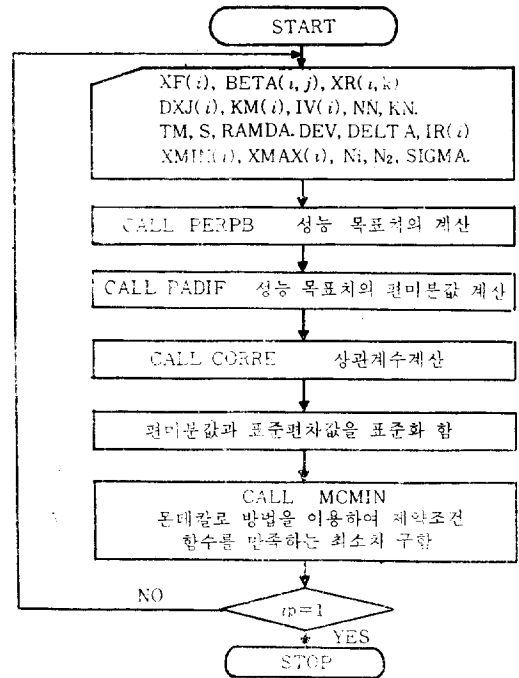 START
XF(i), BETA(i, j), XR(i, k)
DXJ(i), KM(i), IV(i), NN, KN.
TM, S, RAMDA. DEV, DELTA, IR(i)
XMIN(i), XMAX(i), Ni, N₂, SIGMA.
CALL PERPB 성능 목표치의 계산
CALL PADIF 성능 목표치의 편미분값 계산
CALL CORRE 상관계수계산
편미분값과 표준편차값을 표준화 함
CALL MCMIN
몬테칼로 방법을 이용하여 제약조건
함수를 만족하는 최소치 구함
NO
ip=1
YES
STOP